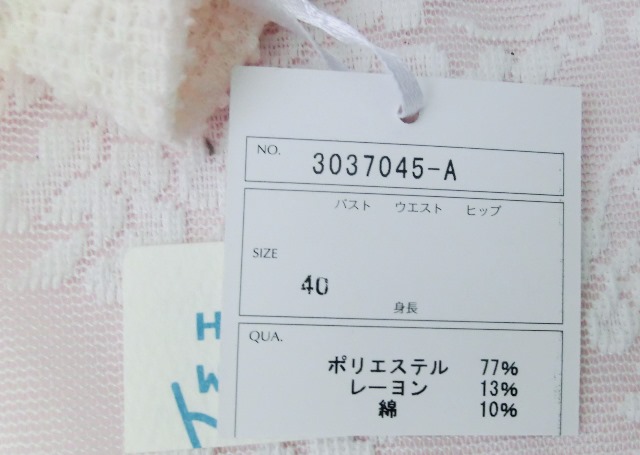 NO. 3037045-A
バスト ウエスト ヒップ
SIZE
40
身長
QUA.
ポリエステル 77%
レーヨン 13%
綿 10%
H